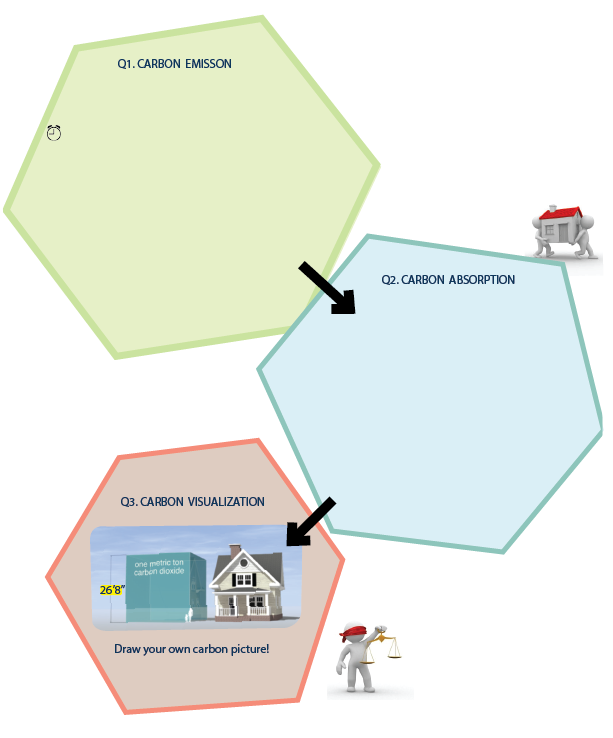 Q1. CARBON EMISSON
Q2. CARBON ABSORPTION
Q3. CARBON VISUALIZATION
one metric ton
carbon dioxide
26'8"
Draw your own carbon picture!